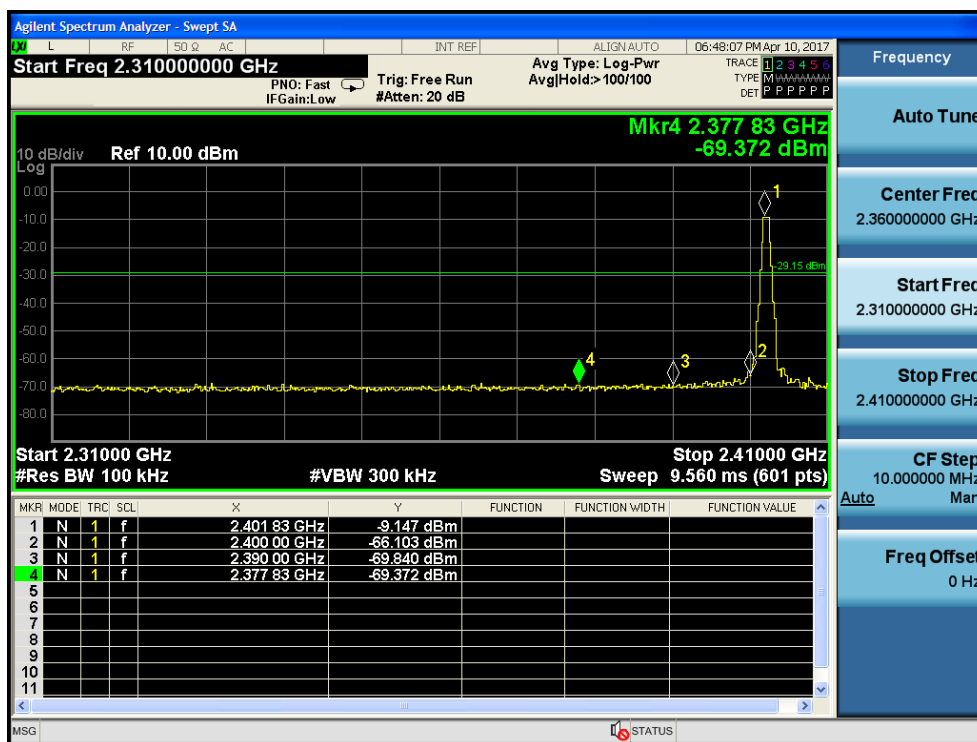 Agilent Spectrum Analyzer - Swept SA
LXI L RF 50 Ω AC INT REF ALIGN AUTO 06:48:07 PM Apr 10, 2017
Start Freq 2.310000000 GHz
PNO: Fast
IFGain:Low
Trig: Free Run
#Atten: 20 dB
Avg Type: Log-Pwr
Avg|Hold:>100/100
TRACE 1 2 3 4 5 6
TYPE M
DET P P P P P P
Mkr4 2.377 83 GHz
-69.372 dBm
10 dB/div Ref 10.00 dBm
Log
0.00
-10.0
-20.0
-30.0
-40.0
-50.0
-60.0
-70.0
-80.0
1
-29.15 dBm
4
3
2
Start 2.31000 GHz
Stop 2.41000 GHz
#Res BW 100 kHz
#VBW 300 kHz
Sweep 9.560 ms (601 pts)
MKR MODE TRC SCL X Y FUNCTION FUNCTION WIDTH FUNCTION VALUE
1 N 1 f 2.401 83 GHz -9.147 dBm
2 N 1 f 2.400 00 GHz -66.103 dBm
3 N 1 f 2.390 00 GHz -69.840 dBm
4 N 1 f 2.377 83 GHz -69.372 dBm
5
6
7
8
9
10
11
MSG
STATUS
Frequency
Auto Tune
Center Freq
2.360000000 GHz
Start Freq
2.310000000 GHz
Stop Freq
2.410000000 GHz
CF Step
10.000000 MHz
Auto Man
Freq Offset
0 Hz